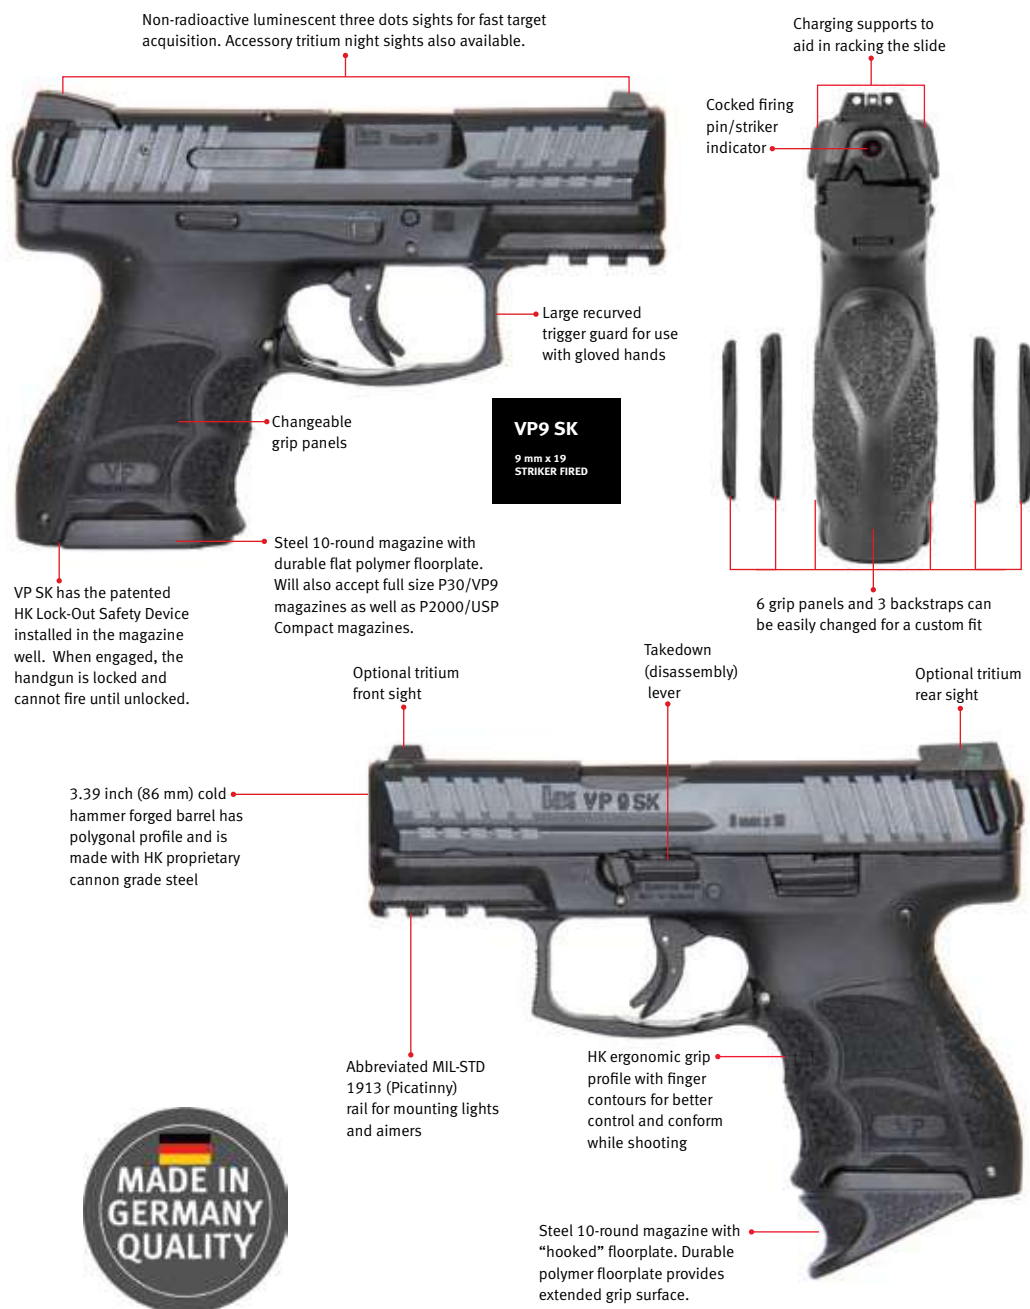 Non-radioactive luminescent three dots sights for fast target
acquisition. Accessory tritium night sights also available.
Charging supports to
aid in racking the slide
Cocked firing
pin/striker
indicator
Large recurved
trigger guard for use
with gloved hands
Changeable
grip panels
VP9 SK
9 mm x 19
STRIKER FIRED
VP
Steel 10-round magazine with
durable flat polymer floorplate.
Will also accept full size P30/VP9
magazines as well as P2000/USP
Compact magazines.
VP SK has the patented
HK Lock-Out Safety Device
installed in the magazine
well. When engaged, the
handgun is locked and
cannot fire until unlocked.
6 grip panels and 3 backstraps can
be easily changed for a custom fit
Optional tritium
front sight
Takedown
(disassembly)
lever
Optional tritium
rear sight
3.39 inch (86 mm) cold
hammer forged barrel has
polygonal profile and is
made with HK proprietary
cannon grade steel
VP 9 SK
9 mm x 19
Abbreviated MIL-STD
1913 (Picatinny)
rail for mounting lights
and aimers
HK ergonomic grip
profile with finger
contours for better
control and conform
while shooting
VP
MADE IN
GERMANY
QUALITY
Steel 10-round magazine with
“hooked” floorplate. Durable
polymer floorplate provides
extended grip surface.